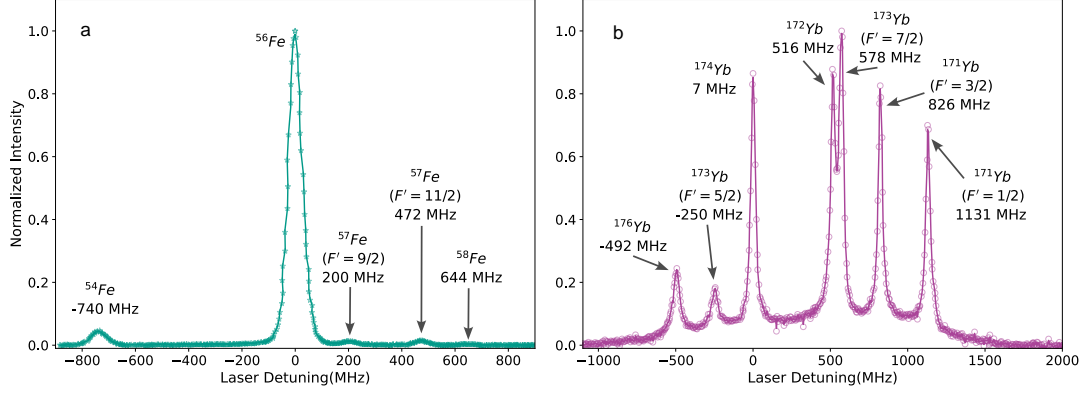 a
⁵⁶Fe
⁵⁷Fe
(F′ = 11/2)
472 MHz
⁵⁷Fe
(F′ = 9/2)
200 MHz
⁵⁸Fe
644 MHz
⁵⁴Fe
-740 MHz
Normalized Intensity
1.0
0.8
0.6
0.4
0.2
0.0
−800
−600
−400
−200
0
200
400
600
800
Laser Detuning(MHz)
b
¹⁷²Yb
516 MHz
¹⁷³Yb
(F′ = 7/2)
578 MHz
¹⁷⁴Yb
7 MHz
¹⁷¹Yb
(F′ = 3/2)
826 MHz
¹⁷³Yb
(F′ = 5/2)
-250 MHz
¹⁷¹Yb
(F′ = 1/2)
1131 MHz
¹⁷⁶Yb
-492 MHz
1.0
0.8
0.6
0.4
0.2
0.0
−1000
−500
0
500
1000
1500
2000
Laser Detuning(MHz)